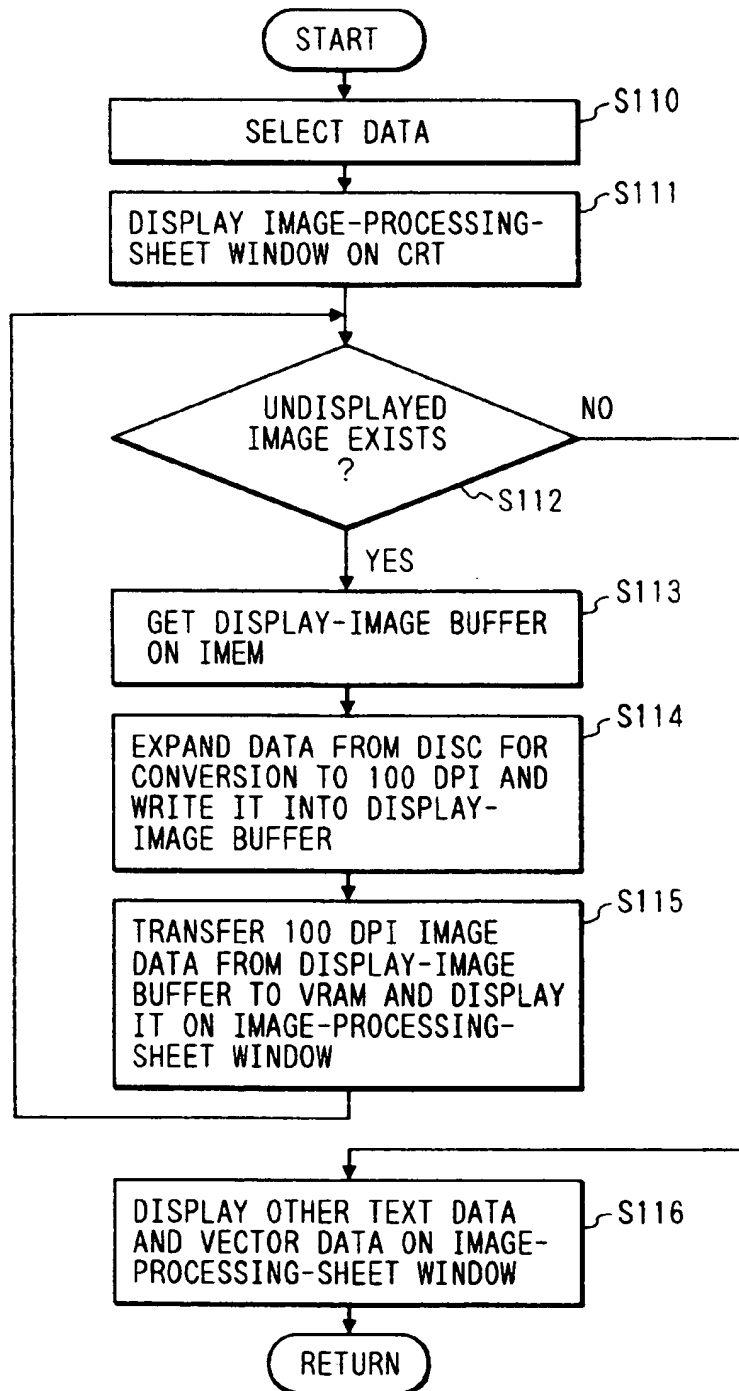 START
SELECT DATA
S110
DISPLAY IMAGE-PROCESSING-
SHEET WINDOW ON CRT
S111
UNDISPLAYED
IMAGE EXISTS
?
NO
S112
YES
GET DISPLAY-IMAGE BUFFER
ON IMEM
S113
EXPAND DATA FROM DISC FOR
CONVERSION TO 100 DPI AND
WRITE IT INTO DISPLAY-
IMAGE BUFFER
S114
TRANSFER 100 DPI IMAGE
DATA FROM DISPLAY-IMAGE
BUFFER TO VRAM AND DISPLAY
IT ON IMAGE-PROCESSING-
SHEET WINDOW
S115
DISPLAY OTHER TEXT DATA
AND VECTOR DATA ON IMAGE-
PROCESSING-SHEET WINDOW
S116
RETURN